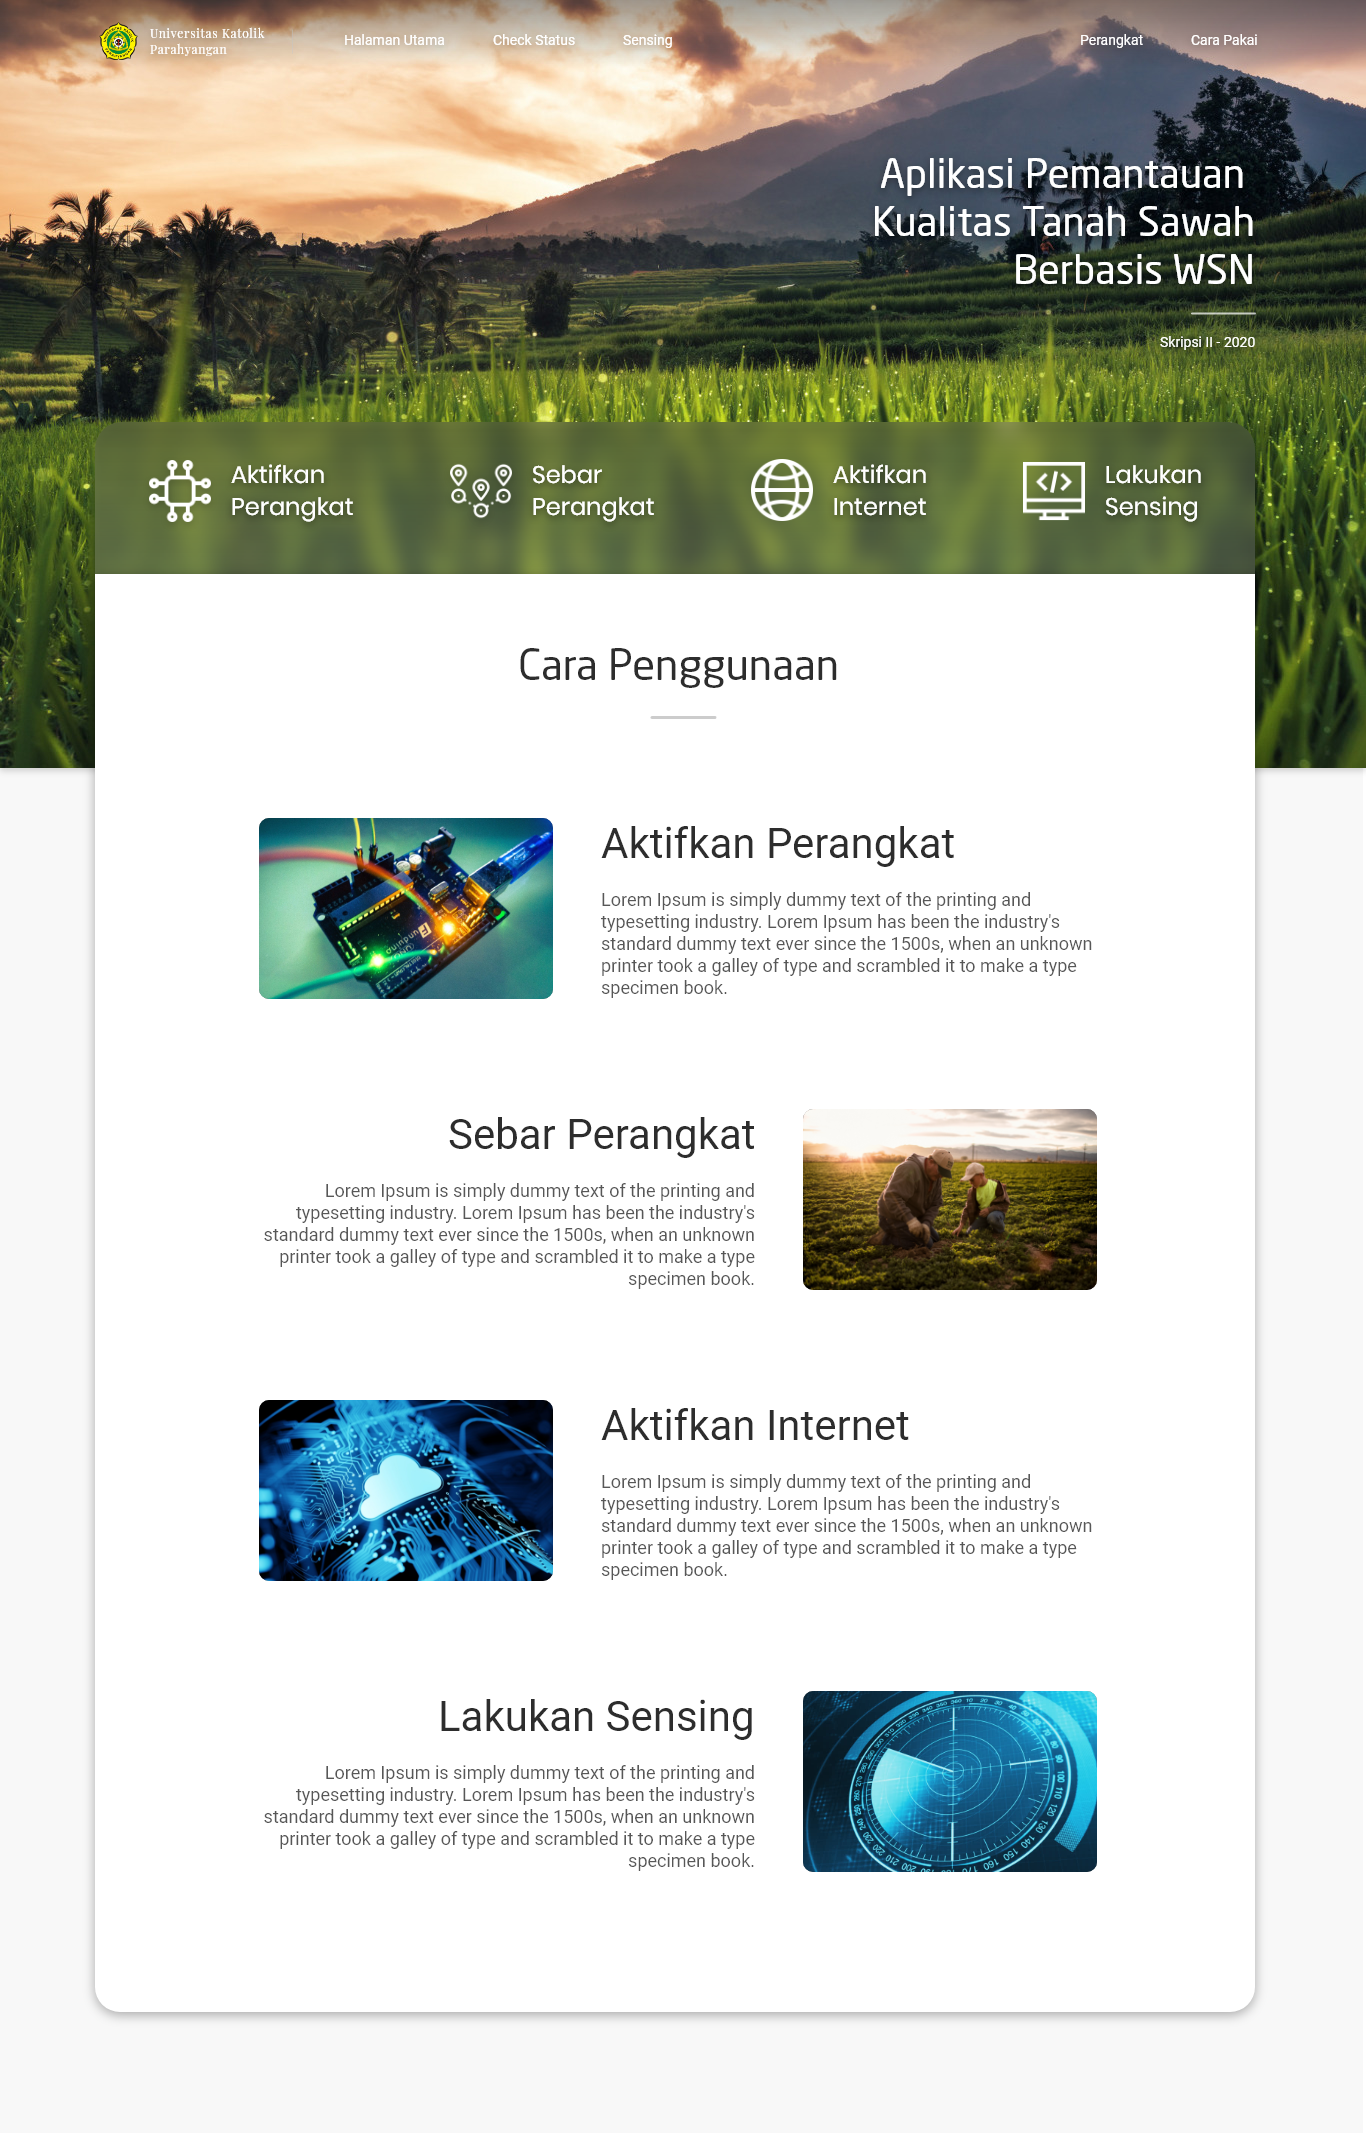 Universitas Katolik
Parahyangan
Halaman Utama
Check Status
Sensing
Perangkat
Cara Pakai
Aplikasi Pemantauan
Kualitas Tanah Sawah
Berbasis WSN
Skripsi II - 2020
Aktifkan
Perangkat
Sebar
Perangkat
Aktifkan
Internet
Lakukan
Sensing
Cara Penggunaan
Aktifkan Perangkat
Lorem Ipsum is simply dummy text of the printing and
typesetting industry. Lorem Ipsum has been the industry's
standard dummy text ever since the 1500s, when an unknown
printer took a galley of type and scrambled it to make a type
specimen book.
Sebar Perangkat
Lorem Ipsum is simply dummy text of the printing and
typesetting industry. Lorem Ipsum has been the industry's
standard dummy text ever since the 1500s, when an unknown
printer took a galley of type and scrambled it to make a type
specimen book.
Aktifkan Internet
Lorem Ipsum is simply dummy text of the printing and
typesetting industry. Lorem Ipsum has been the industry's
standard dummy text ever since the 1500s, when an unknown
printer took a galley of type and scrambled it to make a type
specimen book.
Lakukan Sensing
Lorem Ipsum is simply dummy text of the printing and
typesetting industry. Lorem Ipsum has been the industry's
standard dummy text ever since the 1500s, when an unknown
printer took a galley of type and scrambled it to make a type
specimen book.